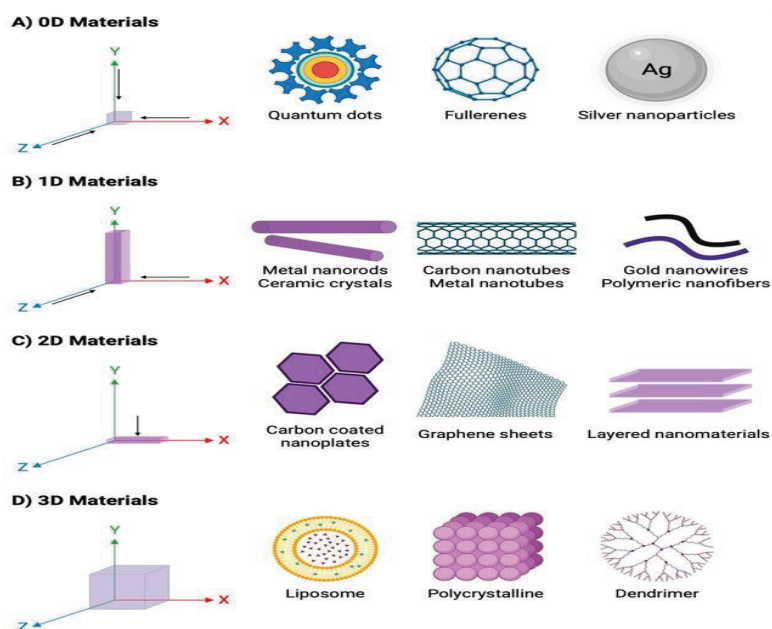 A) 0D Materials
Y
X
Z
Ag
Quantum dots
Fullerenes
Silver nanoparticles
B) 1D Materials
Y
X
Z
Metal nanorods
Ceramic crystals
Carbon nanotubes
Metal nanotubes
Gold nanowires
Polymeric nanofibers
C) 2D Materials
Y
X
Z
Carbon coated
nanoplates
Graphene sheets
Layered nanomaterials
D) 3D Materials
Y
X
Z
Liposome
Polycrystalline
Dendrimer